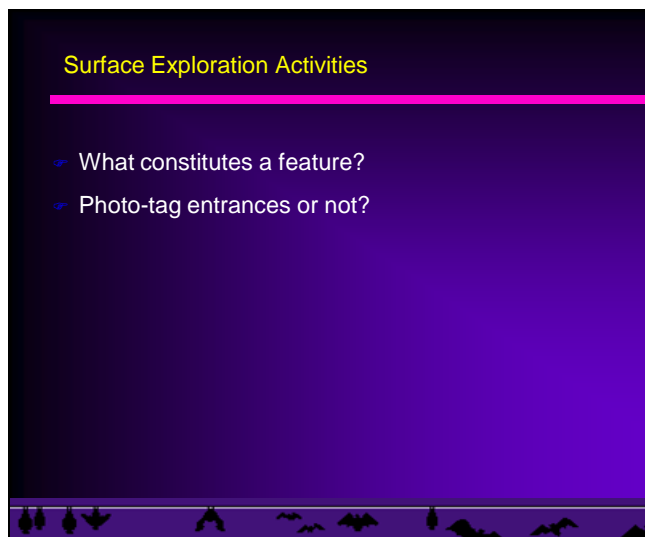 Surface Exploration Activities
What constitutes a feature?
Photo-tag entrances or not?